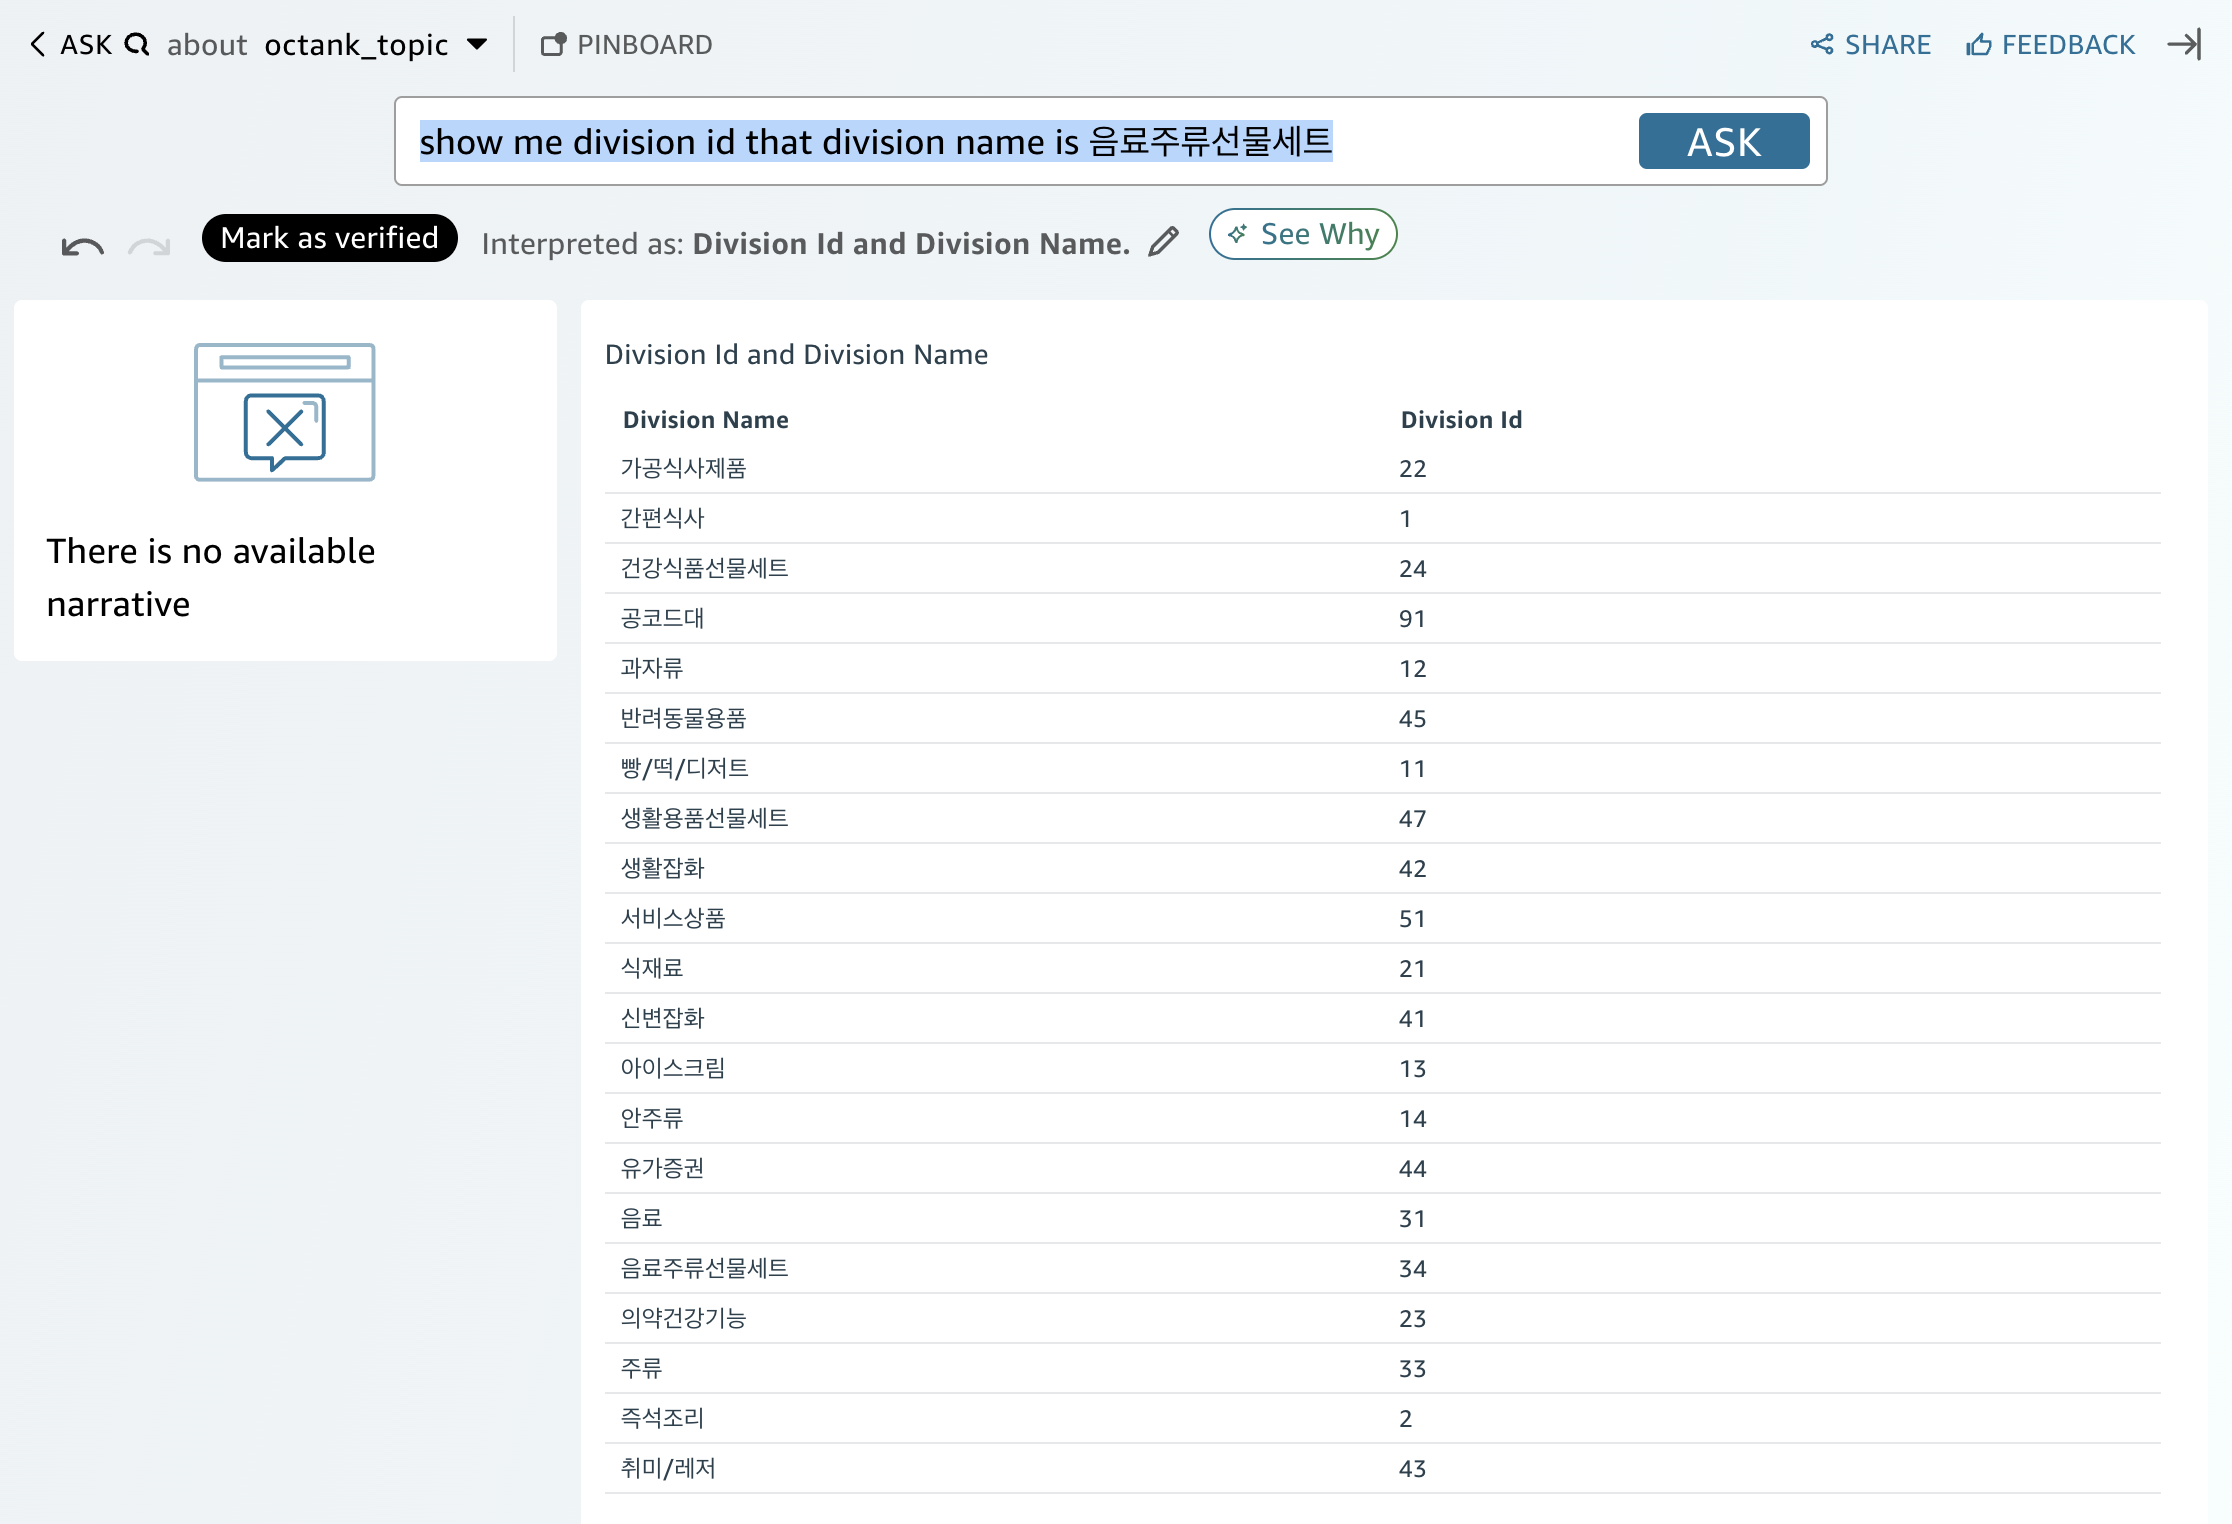 ASK about octank_topic PINBOARD SHARE FEEDBACK
show me division id that division name is 음료주류선물세트 ASK
Mark as verified Interpreted as: Division Id and Division Name. See Why
There is no available
narrative
Division Id and Division Name
Division Name Division Id
가공식사제품 22
간편식사 1
건강식품선물세트 24
공코드대 91
과자류 12
반려동물용품 45
빵/떡/디저트 11
생활용품선물세트 47
생활잡화 42
서비스상품 51
식재료 21
신변잡화 41
아이스크림 13
안주류 14
유가증권 44
음료 31
음료주류선물세트 34
의약건강기능 23
주류 33
즉석조리 2
취미/레저 43